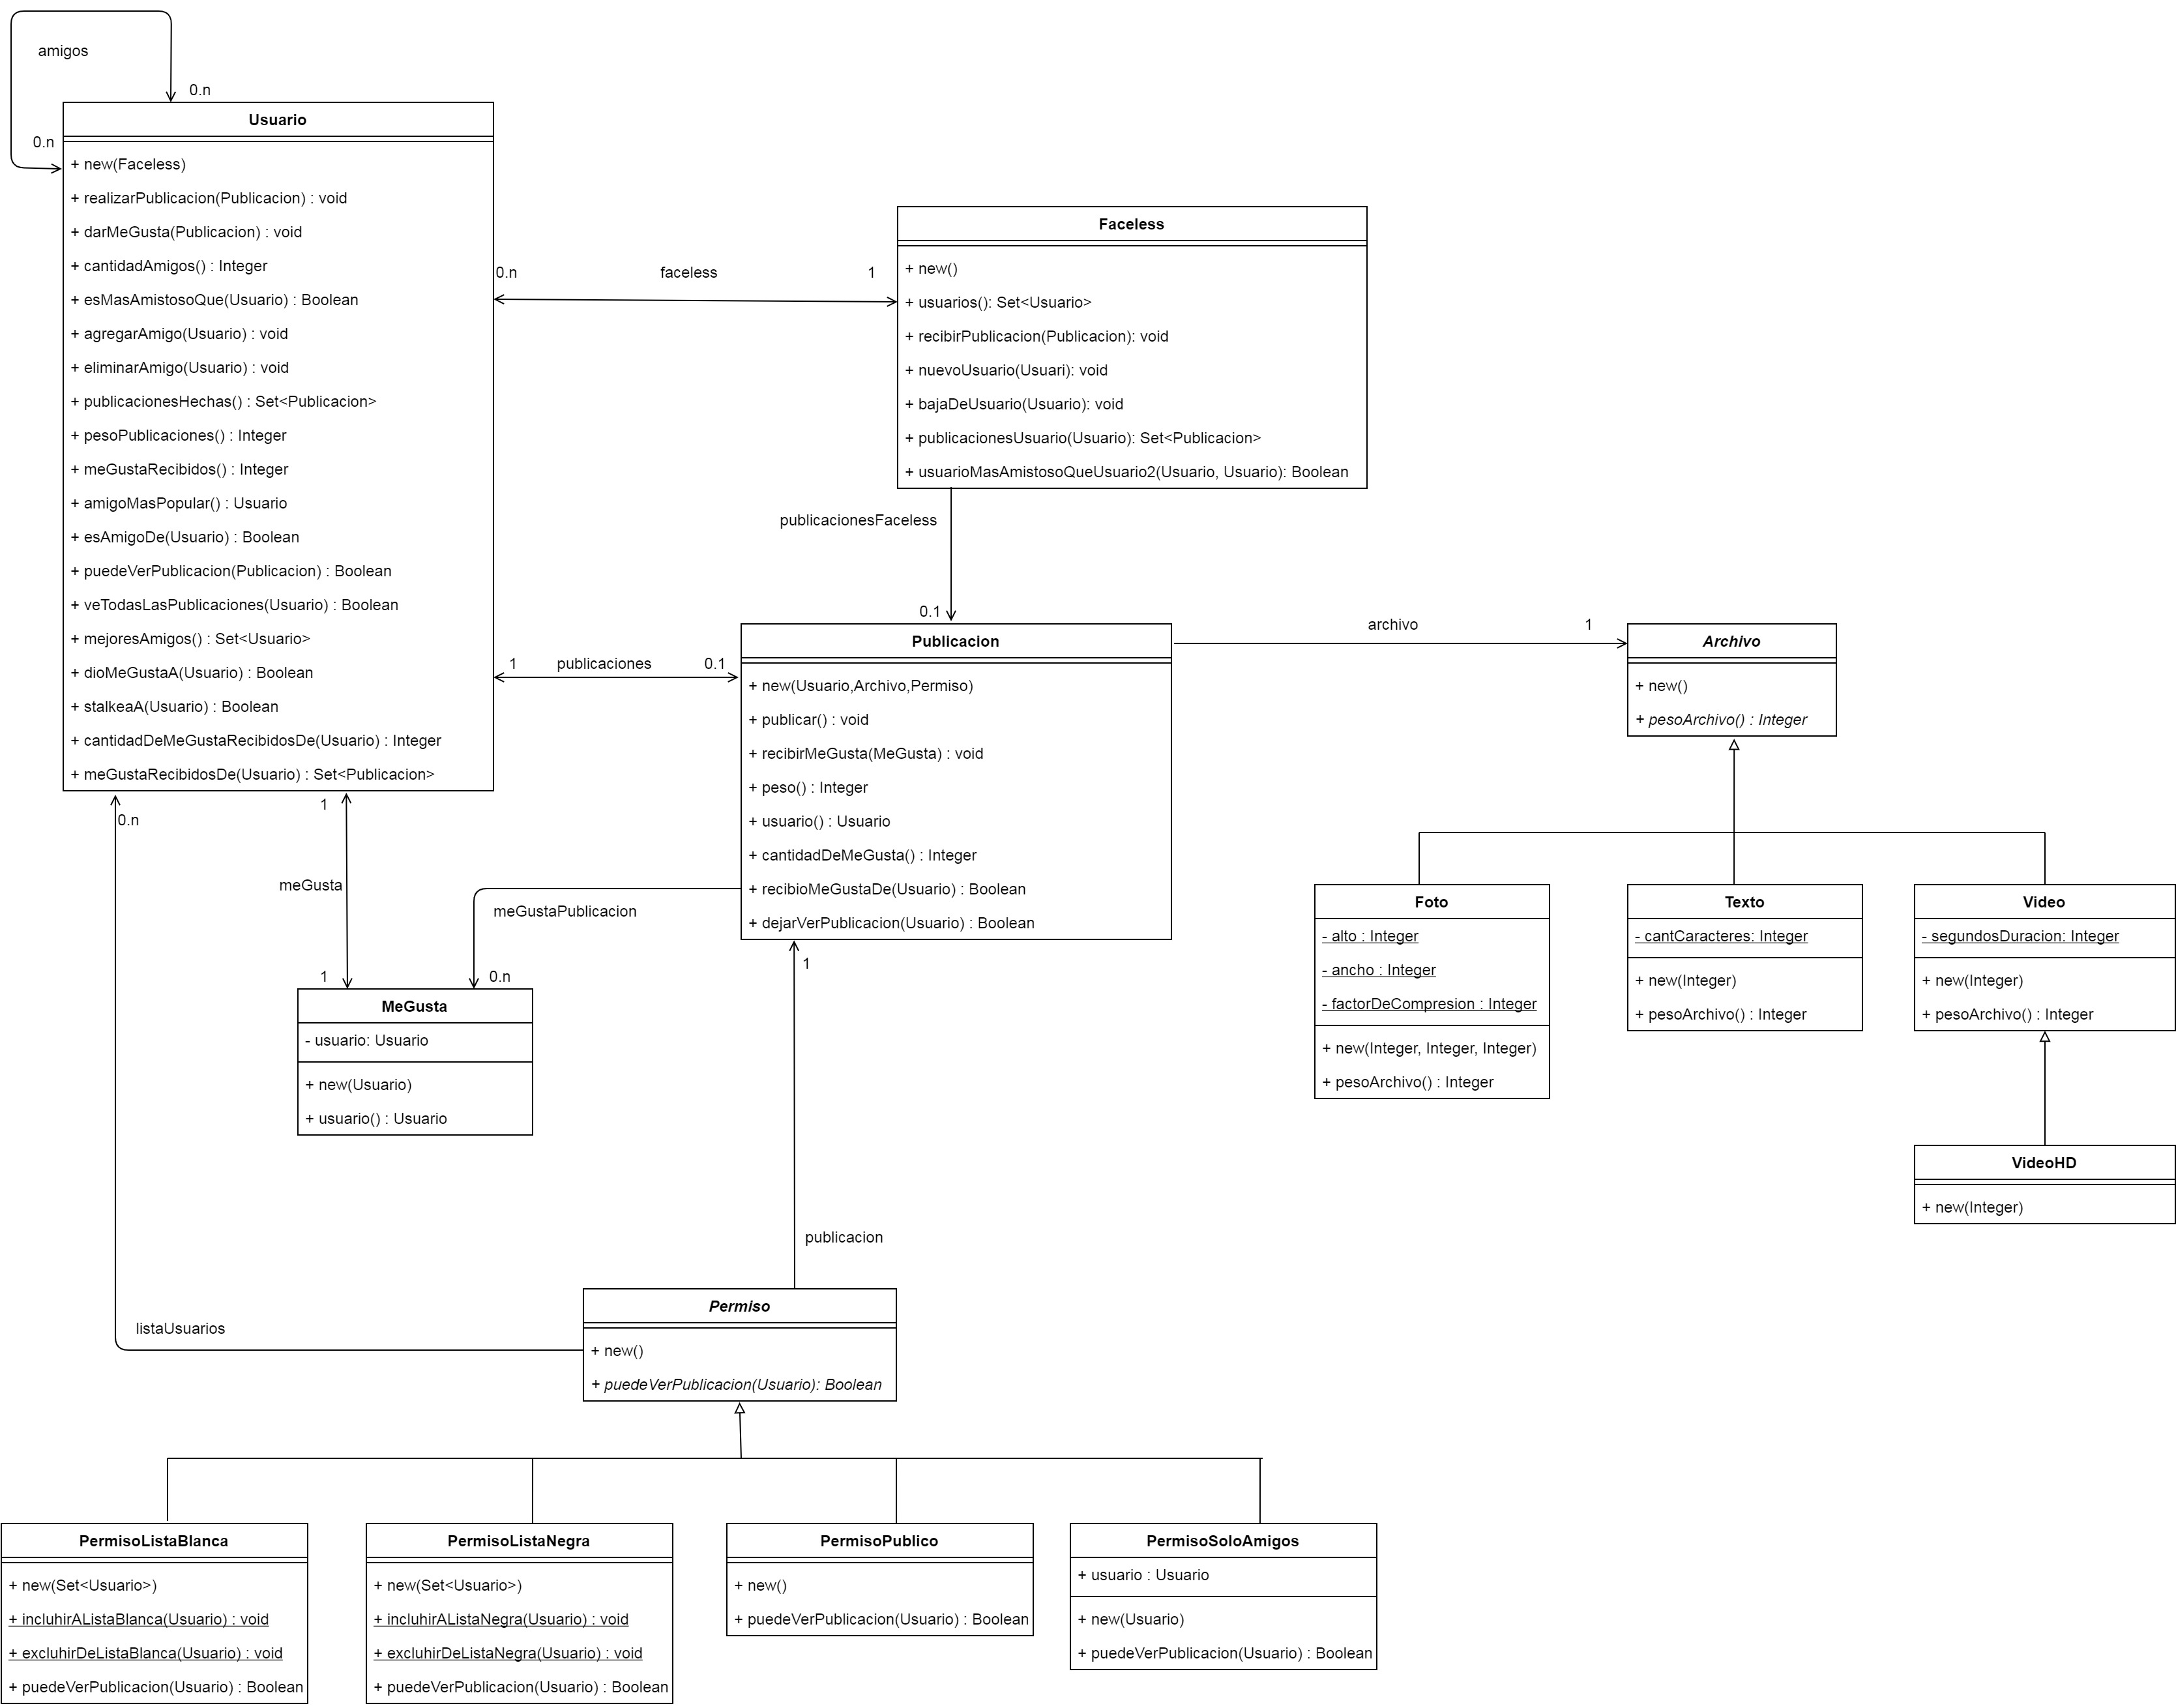 amigos
0.n
0.n
Usuario
+ new(Faceless)
+ realizarPublicacion(Publicacion) : void
+ darMeGusta(Publicacion) : void
+ cantidadAmigos() : Integer
+ esMasAmistosoQue(Usuario) : Boolean
+ agregarAmigo(Usuario) : void
+ eliminarAmigo(Usuario) : void
+ publicacionesHechas() : Set<Publicacion>
+ pesoPublicaciones() : Integer
+ meGustaRecibidos() : Integer
+ amigoMasPopular() : Usuario
+ esAmigoDe(Usuario) : Boolean
+ puedeVerPublicacion(Publicacion) : Boolean
+ veTodasLasPublicaciones(Usuario) : Boolean
+ mejoresAmigos() : Set<Usuario>
+ dioMeGustaA(Usuario) : Boolean
+ stalkeaA(Usuario) : Boolean
+ cantidadDeMeGustaRecibidosDe(Usuario) : Integer
+ meGustaRecibidosDe(Usuario) : Set<Publicacion>
0.n
faceless
1
Faceless
+ new()
+ usuarios(): Set<Usuario>
+ recibirPublicacion(Publicacion): void
+ nuevoUsuario(Usuari): void
+ bajaDeUsuario(Usuario): void
+ publicacionesUsuario(Usuario): Set<Publicacion>
+ usuarioMasAmistosoQueUsuario2(Usuario, Usuario): Boolean
publicacionesFaceless
0.1
1
publicaciones
0.1
Publicacion
+ new(Usuario,Archivo,Permiso)
+ publicar() : void
+ recibirMeGusta(MeGusta) : void
+ peso() : Integer
+ usuario() : Usuario
+ cantidadDeMeGusta() : Integer
+ recibioMeGustaDe(Usuario) : Boolean
+ dejarVerPublicacion(Usuario) : Boolean
archivo
1
Archivo
+ new()
+ pesoArchivo() : Integer
Foto
- alto : Integer
- ancho : Integer
- factorDeCompresion : Integer
+ new(Integer, Integer, Integer)
+ pesoArchivo() : Integer
Texto
- cantCaracteres: Integer
+ new(Integer)
+ pesoArchivo() : Integer
Video
- segundosDuracion: Integer
+ new(Integer)
+ pesoArchivo() : Integer
VideoHD
+ new(Integer)
0.n
1
meGusta
1
meGustaPublicacion
0.n
MeGusta
- usuario: Usuario
+ new(Usuario)
+ usuario() : Usuario
1
publicacion
listaUsuarios
Permiso
+ new()
+ puedeVerPublicacion(Usuario): Boolean
PermisoListaBlanca
+ new(Set<Usuario>)
+ incluhirAListaBlanca(Usuario) : void
+ excluhirDeListaBlanca(Usuario) : void
+ puedeVerPublicacion(Usuario) : Boolean
PermisoListaNegra
+ new(Set<Usuario>)
+ incluhirAListaNegra(Usuario) : void
+ excluhirDeListaNegra(Usuario) : void
+ puedeVerPublicacion(Usuario) : Boolean
PermisoPublico
+ new()
+ puedeVerPublicacion(Usuario) : Boolean
PermisoSoloAmigos
+ usuario : Usuario
+ new(Usuario)
+ puedeVerPublicacion(Usuario) : Boolean